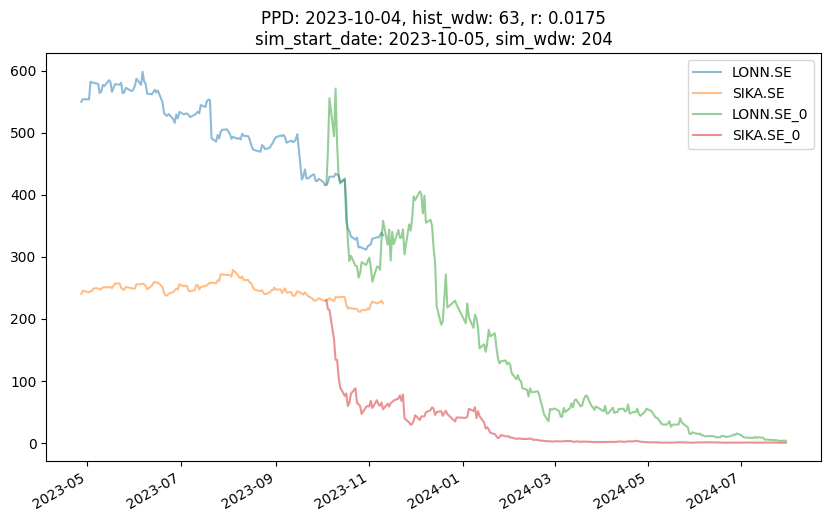 PPD: 2023-10-04, hist_wdw: 63, r: 0.0175
sim_start_date: 2023-10-05, sim_wdw: 204
LONN.SE
SIKA.SE
LONN.SE_0
SIKA.SE_0
600
500
400
300
200
100
0
2023-05
2023-07
2023-09
2023-11
2024-01
2024-03
2024-05
2024-07